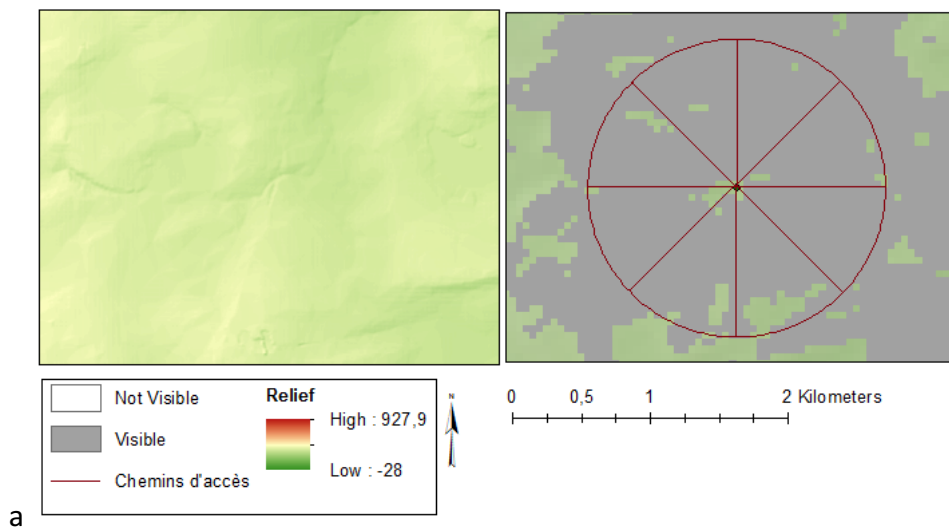 Not Visible
Visible
Chemins d'accès
Relief
High : 927,9
Low : -28
N
0 0,5 1 2 Kilometers
a